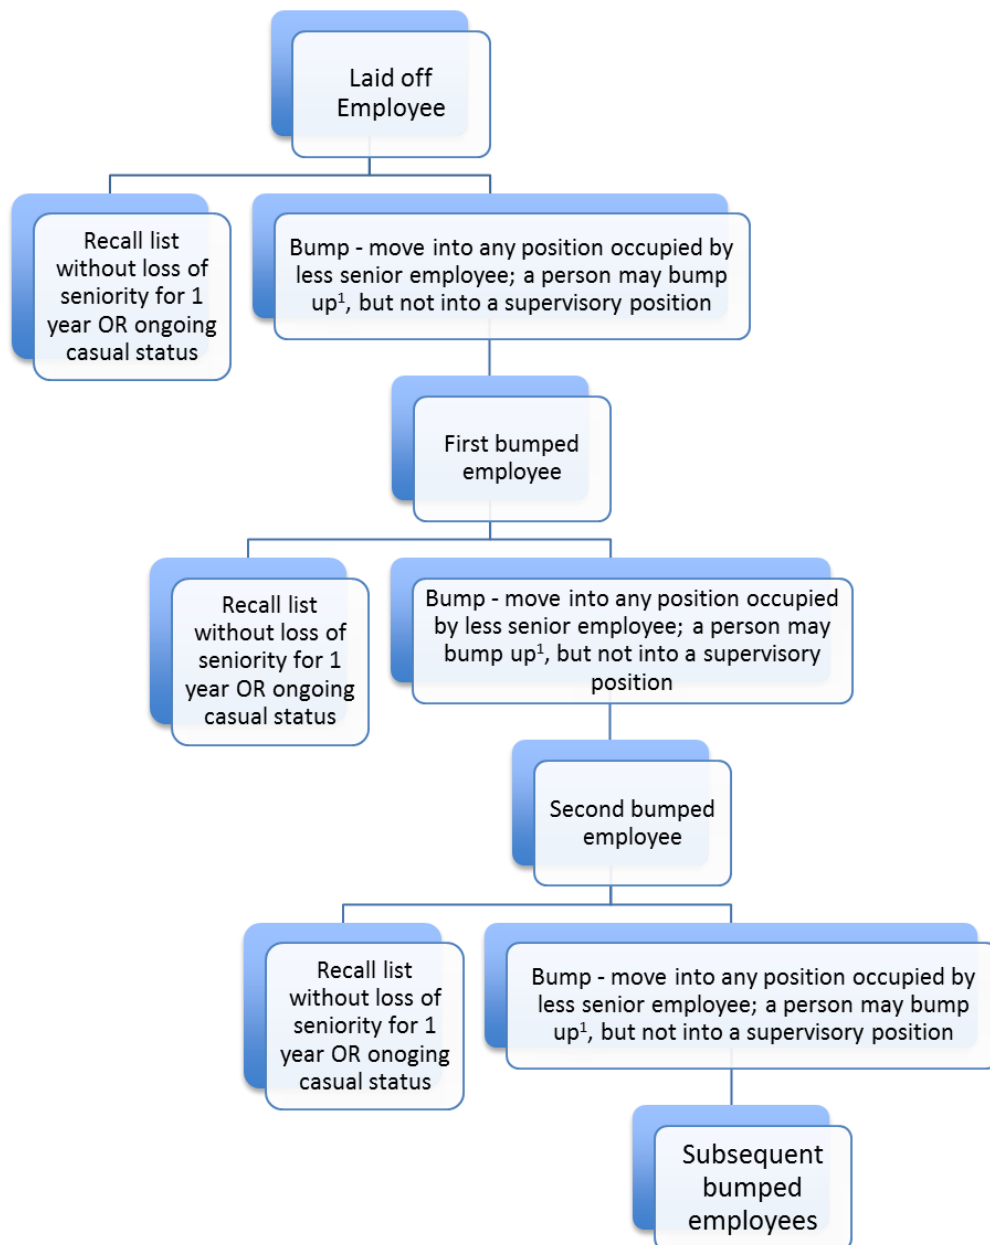 Laid off
Employee
Recall list
without loss of
seniority for 1
year OR ongoing
casual status
Bump - move into any position occupied by
less senior employee; a person may bump
up¹, but not into a supervisory position
First bumped
employee
Recall list
without loss of
seniority for 1
year OR ongoing
casual status
Bump - move into any position occupied
by less senior employee; a person may
bump up¹, but not into a supervisory
position
Second bumped
employee
Recall list
without loss of
seniority for 1
year OR onoging
casual status
Bump - move into any position occupied by
less senior employee; a person may bump
up¹, but not into a supervisory position
Subsequent
bumped
employees